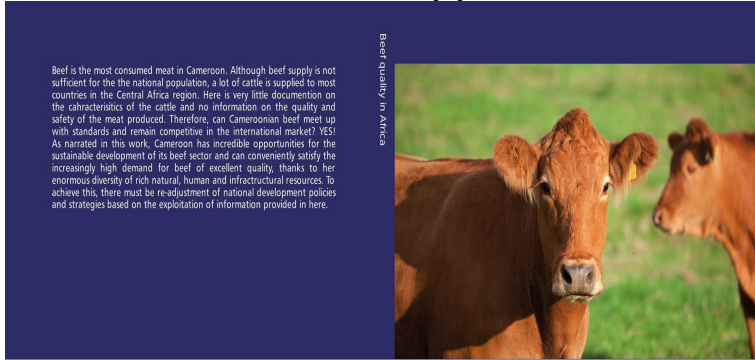 Beef is the most consumed meat in Cameroon. Although beef supply is not
sufficient for the the national population, a lot of cattle is supplied to most
countries in the Central Africa region. Here is very little documention on
the cahracterisitics of the cattle and no information on the quality and
safety of the meat produced. Therefore, can Cameroonian beef meet up
with standards and remain competitive in the international market? YES!
As narrated in this work, Cameroon has incredible opportunities for the
sustainable development of its beef sector and can conveniently satisfy the
increasingly high demand for beef of excellent quality, thanks to her
enormous diversity of rich natural, human and infractructural resources. To
achieve this, there must be re-adjustment of national development policies
and strategies based on the exploitation of information provided in here.
Beef quality in Africa